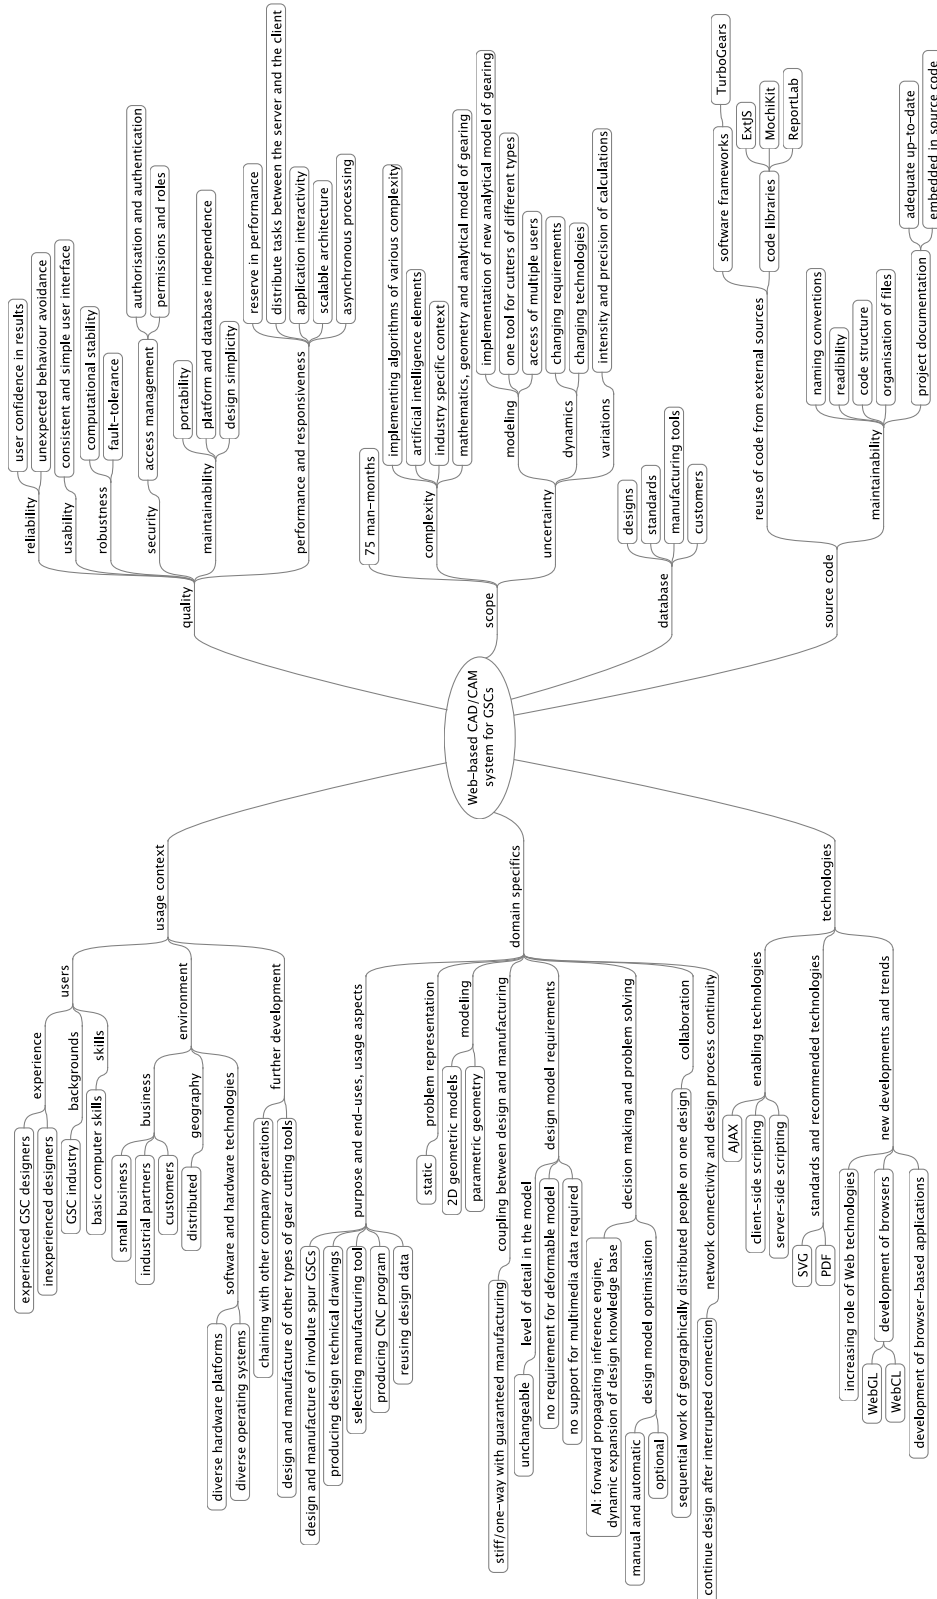 Web-based CAD/CAM
system for GSCs
quality
reliability
user confidence in results
unexpected behaviour avoidance
usability
consistent and simple user interface
robustness
computational stability
fault-tolerance
security
access management
authorisation and authentication
permissions and roles
maintainability
portability
platform and database independence
design simplicity
performance and responsiveness
reserve in performance
distribute tasks between the server and the client
application interactivity
scalable architecture
asynchronous processing
scope
75 man-months
complexity
implementing algorithms of various complexity
artificial intelligence elements
industry specific context
mathematics, geometry and analytical model of gearing
uncertainty
modeling
implementation of new analytical model of gearing
one tool for cutters of different types
access of multiple users
dynamics
changing requirements
changing technologies
variations
intensity and precision of calculations
database
designs
standards
manufacturing tools
customers
source code
reuse of code from external sources
software frameworks
TurboGears
code libraries
ExtJS
MochiKit
ReportLab
maintainability
naming conventions
readibility
code structure
organisation of files
project documentation
adequate up-to-date
embedded in source code
usage context
users
experience
experienced GSC designers
inexperienced designers
backgrounds
GSC industry
skills
basic computer skills
environment
business
small business
industrial partners
customers
geography
distributed
software and hardware technologies
diverse hardware platforms
diverse operating systems
further development
chaining with other company operations
design and manufacture of other types of gear cutting tools
domain specifics
purpose and end-uses, usage aspects
design and manufacture of involute spur GSCs
producing design technical drawings
selecting manufacturing tool
producing CNC program
reusing design data
problem representation
static
modeling
2D geometric models
parametric geometry
coupling between design and manufacturing
stiff/one-way with guaranteed manufacturing
design model requirements
level of detail in the model
unchangeable
no requirement for deformable model
no support for multimedia data required
decision making and problem solving
AI: forward propagating inference engine,
dynamic expansion of design knowledge base
design model optimisation
manual and automatic
optional
collaboration
sequential work of geographically distributed people on one design
network connectivity and design process continuity
continue design after interrupted connection
technologies
enabling technologies
AJAX
client-side scripting
server-side scripting
standards and recommended technologies
SVG
PDF
new developments and trends
increasing role of Web technologies
development of browsers
WebGL
WebCL
development of browser-based applications